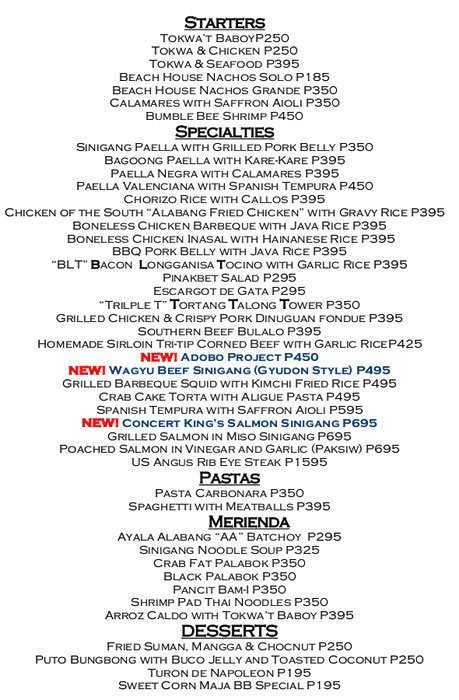 STARTERS
TOKWA'T BABOYP250
TOKWA & CHICKEN P250
TOKWA & SEAFOOD P395
BEACH HOUSE NACHOS SOLO P185
BEACH HOUSE NACHOS GRANDE P350
CALAMARES WITH SAFFRON AIOLI P350
BUMBLE BEE SHRIMP P450
SPECIALTIES
SINIGANG PAELLA WITH GRILLED PORK BELLY P350
BAGOONG PAELLA WITH KARE-KARE P395
PAELLA NEGRA WITH CALAMARES P395
PAELLA VALENCIANA WITH SPANISH TEMPURA P450
CHORIZO RICE WITH CALLOS P395
CHICKEN OF THE SOUTH "ALABANG FRIED CHICKEN" WITH GRAVY RICE P395
BONELESS CHICKEN BARBEQUE WITH JAVA RICE P395
BONELESS CHICKEN INASAL WITH HAINANESE RICE P395
BBQ PORK BELLY WITH JAVA RICE P395
"BLT" BACON LONGGANISA TOCINO WITH GARLIC RICE P395
PINAKBET SALAD P295
ESCARGOT DE GATA P295
"TRILPLE T" TORTANG TALONG TOWER P350
GRILLED CHICKEN & CRISPY PORK DINUGUAN FONDUE P395
SOUTHERN BEEF BULALO P395
HOMEMADE SIRLOIN TRI-TIP CORNED BEEF WITH GARLIC RICEP425
NEW! ADOBO PROJECT P450
NEW! WAGYU BEEF SINIGANG (GYUDON STYLE) P495
GRILLED BARBEQUE SQUID WITH KIMCHI FRIED RICE P495
CRAB CAKE TORTA WITH ALIGUE PASTA P495
SPANISH TEMPURA WITH SAFFRON AIOLI P595
NEW! CONCERT KING'S SALMON SINIGANG P695
GRILLED SALMON IN MISO SINIGANG P695
POACHED SALMON IN VINEGAR AND GARLIC (PAKSIW) P695
US ANGUS RIB EYE STEAK P1595
PASTAS
PASTA CARBONARA P350
SPAGHETTI WITH MEATBALLS P395
MERIENDA
AYALA ALABANG "AA" BATCHOY P295
SINIGANG NOODLE SOUP P325
CRAB FAT PALABOK P350
BLACK PALABOK P350
PANCIT BAM-I P350
SHRIMP PAD THAI NOODLES P350
ARROZ CALDO WITH TOKWA'T BABOY P395
DESSERTS
FRIED SUMAN, MANGGA & CHOCNUT P250
PUTO BUNGBONG WITH BUCO JELLY AND TOASTED COCONUT P250
TURON DE NAPOLEON P195
SWEET CORN MAJA BB SPECIAL P195